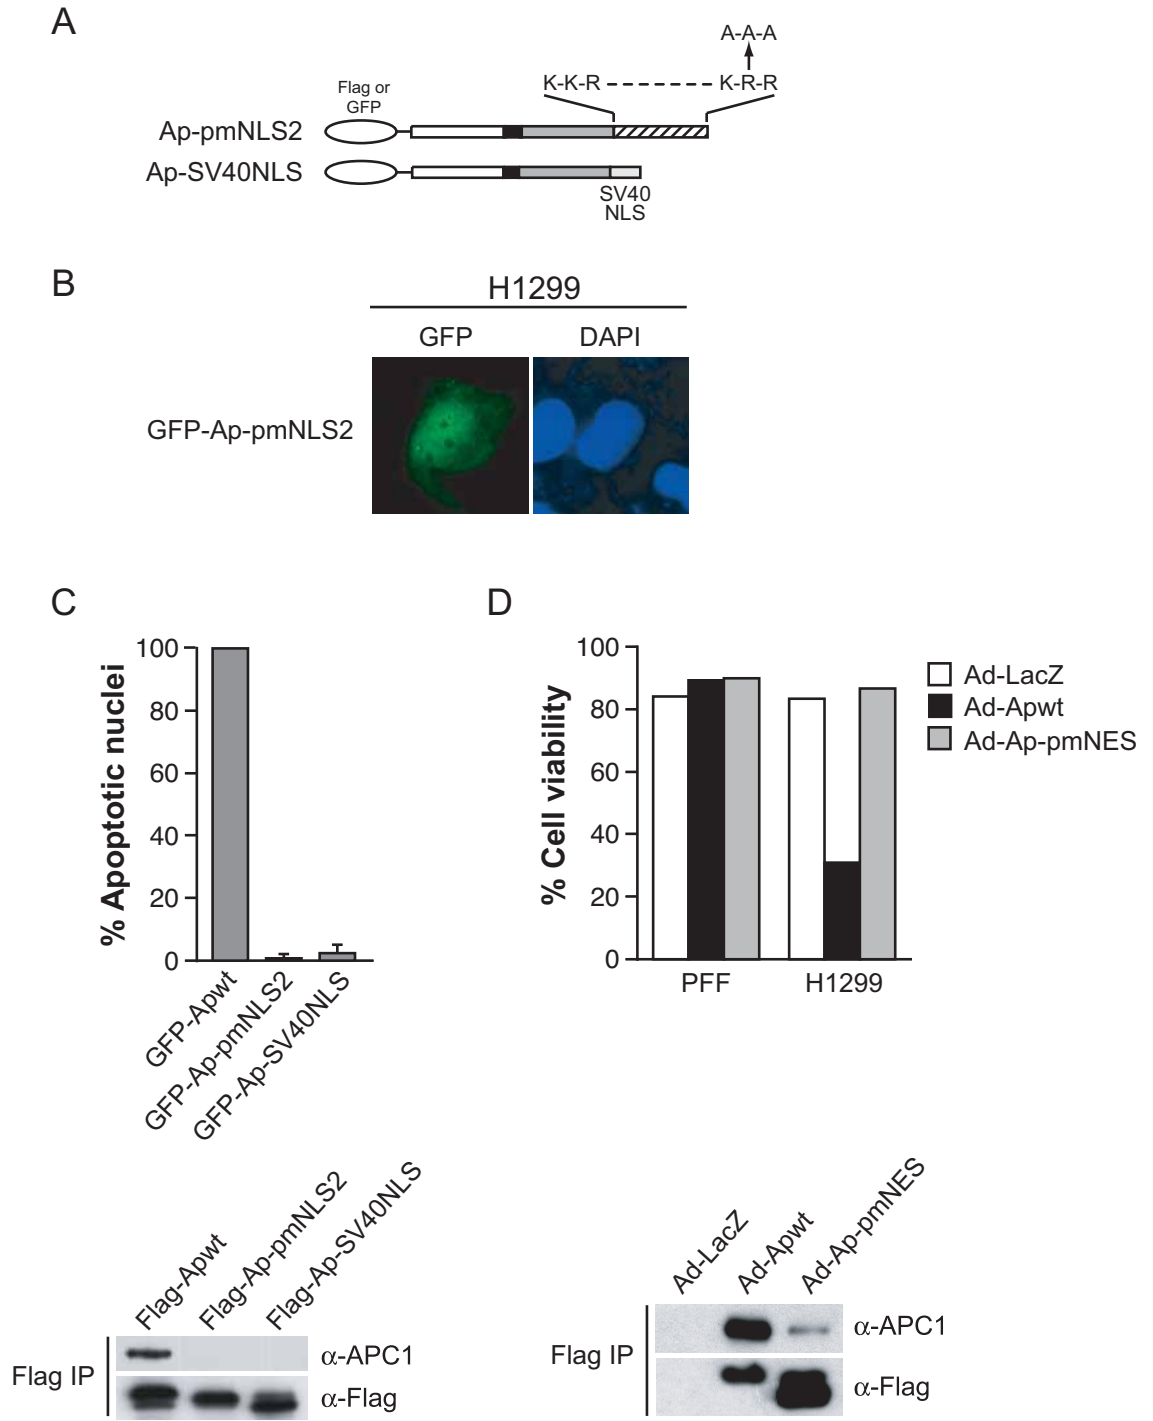 A
A-A-A
K-K-R K-R-R
Flag or
GFP
Ap-pmNLS2
Ap-SV40NLS
SV40
NLS
B
H1299
GFP DAPI
GFP-Ap-pmNLS2
C
% Apoptotic nuclei
100
80
60
40
20
0
GFP-Apwt
GFP-Ap-pmNLS2
GFP-Ap-SV40NLS
Flag-Apwt
Flag-Ap-pmNLS2
Flag-Ap-SV40NLS
Flag IP
α-APC1
α-Flag
D
% Cell viability
100
80
60
40
20
0
PFF H1299
Ad-LacZ
Ad-Apwt
Ad-Ap-pmNES
Ad-LacZ
Ad-Apwt
Ad-Ap-pmNES
Flag IP
α-APC1
α-Flag